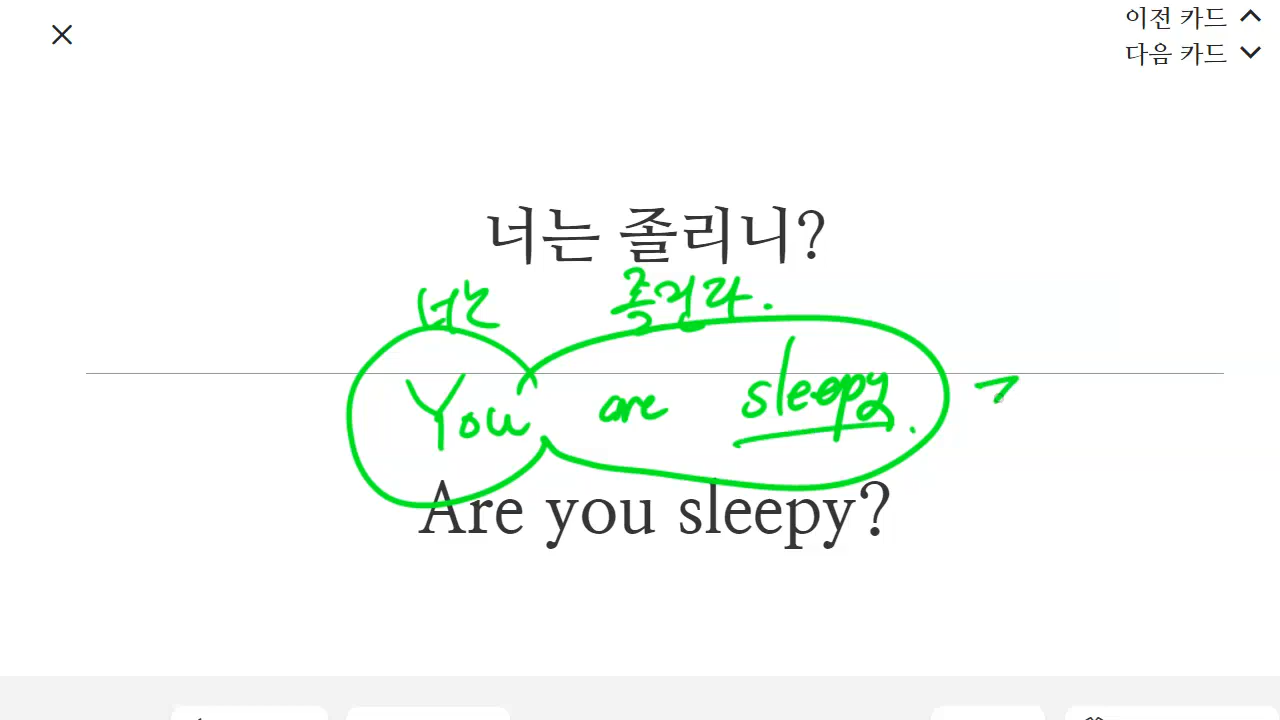 이전 카드
다음 카드
너는 졸리니?
너는 졸립다.
You are sleepy.
Are you sleepy?